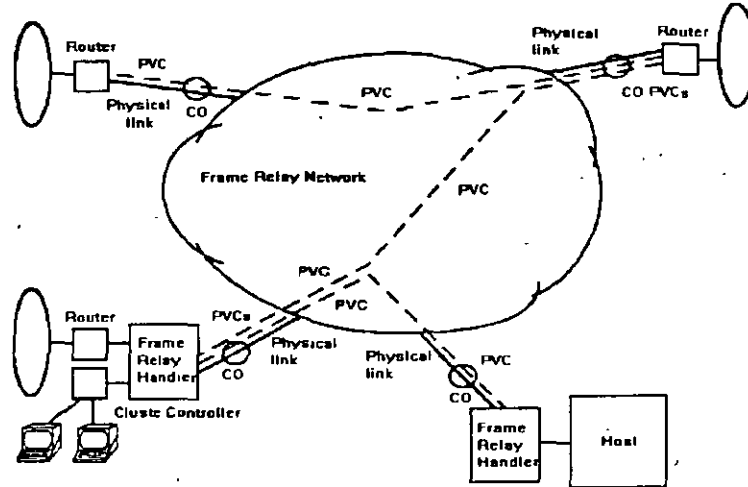 Router
PVC
Physical
link
CO
PVC
Physical
link
Router
CO PVCs
Frame Relay Network
PVC
PVC
PVC
Router
PVCs
Frame
Relay
Handler
Physical
link
CO
Cluste Controller
Physical
link
PVC
CO
Frame
Relay
Handler
Host